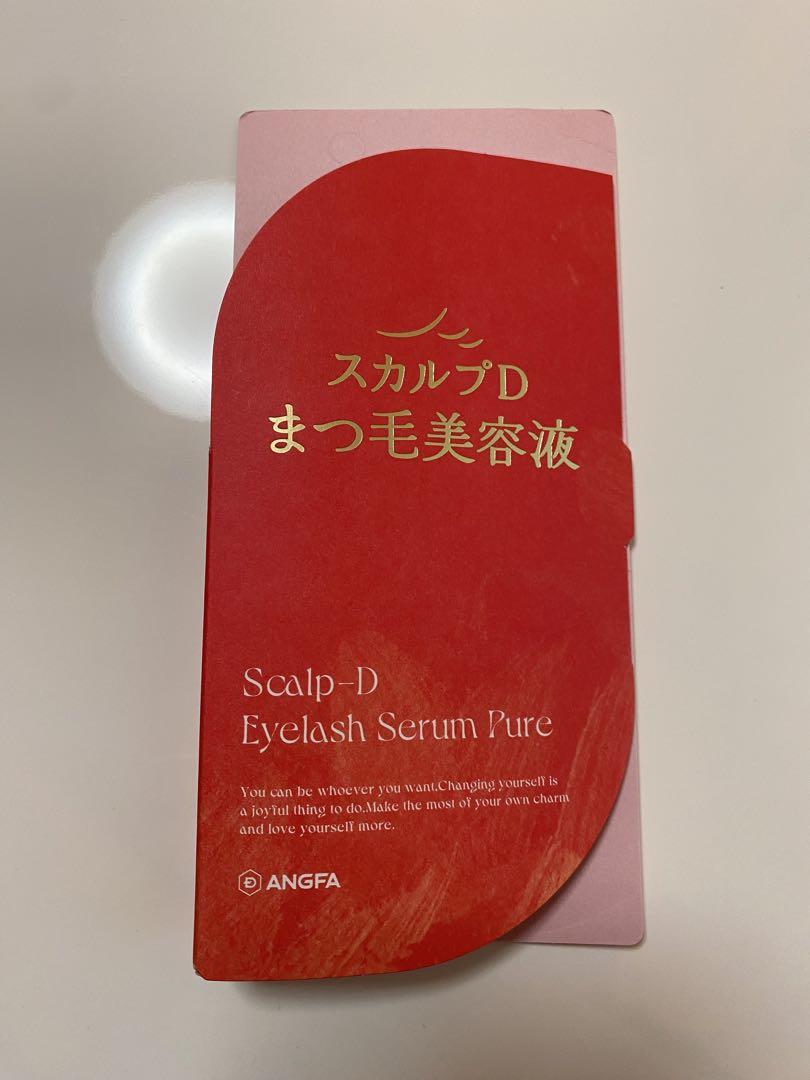 スカルプD
まつ毛美容液
Scalp-D
Eyelash Serum Pure
You can be whoever you want.Changing yourself is
a joyful thing to do.Make the most of your own charm
and love yourself more.
ANGFA